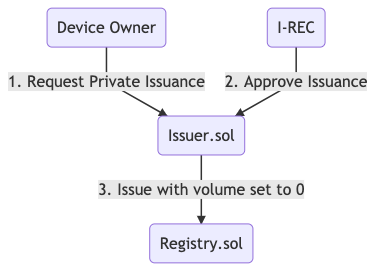 Device Owner
I-REC
1. Request Private Issuance
2. Approve Issuance
Issuer.sol
3. Issue with volume set to 0
Registry.sol